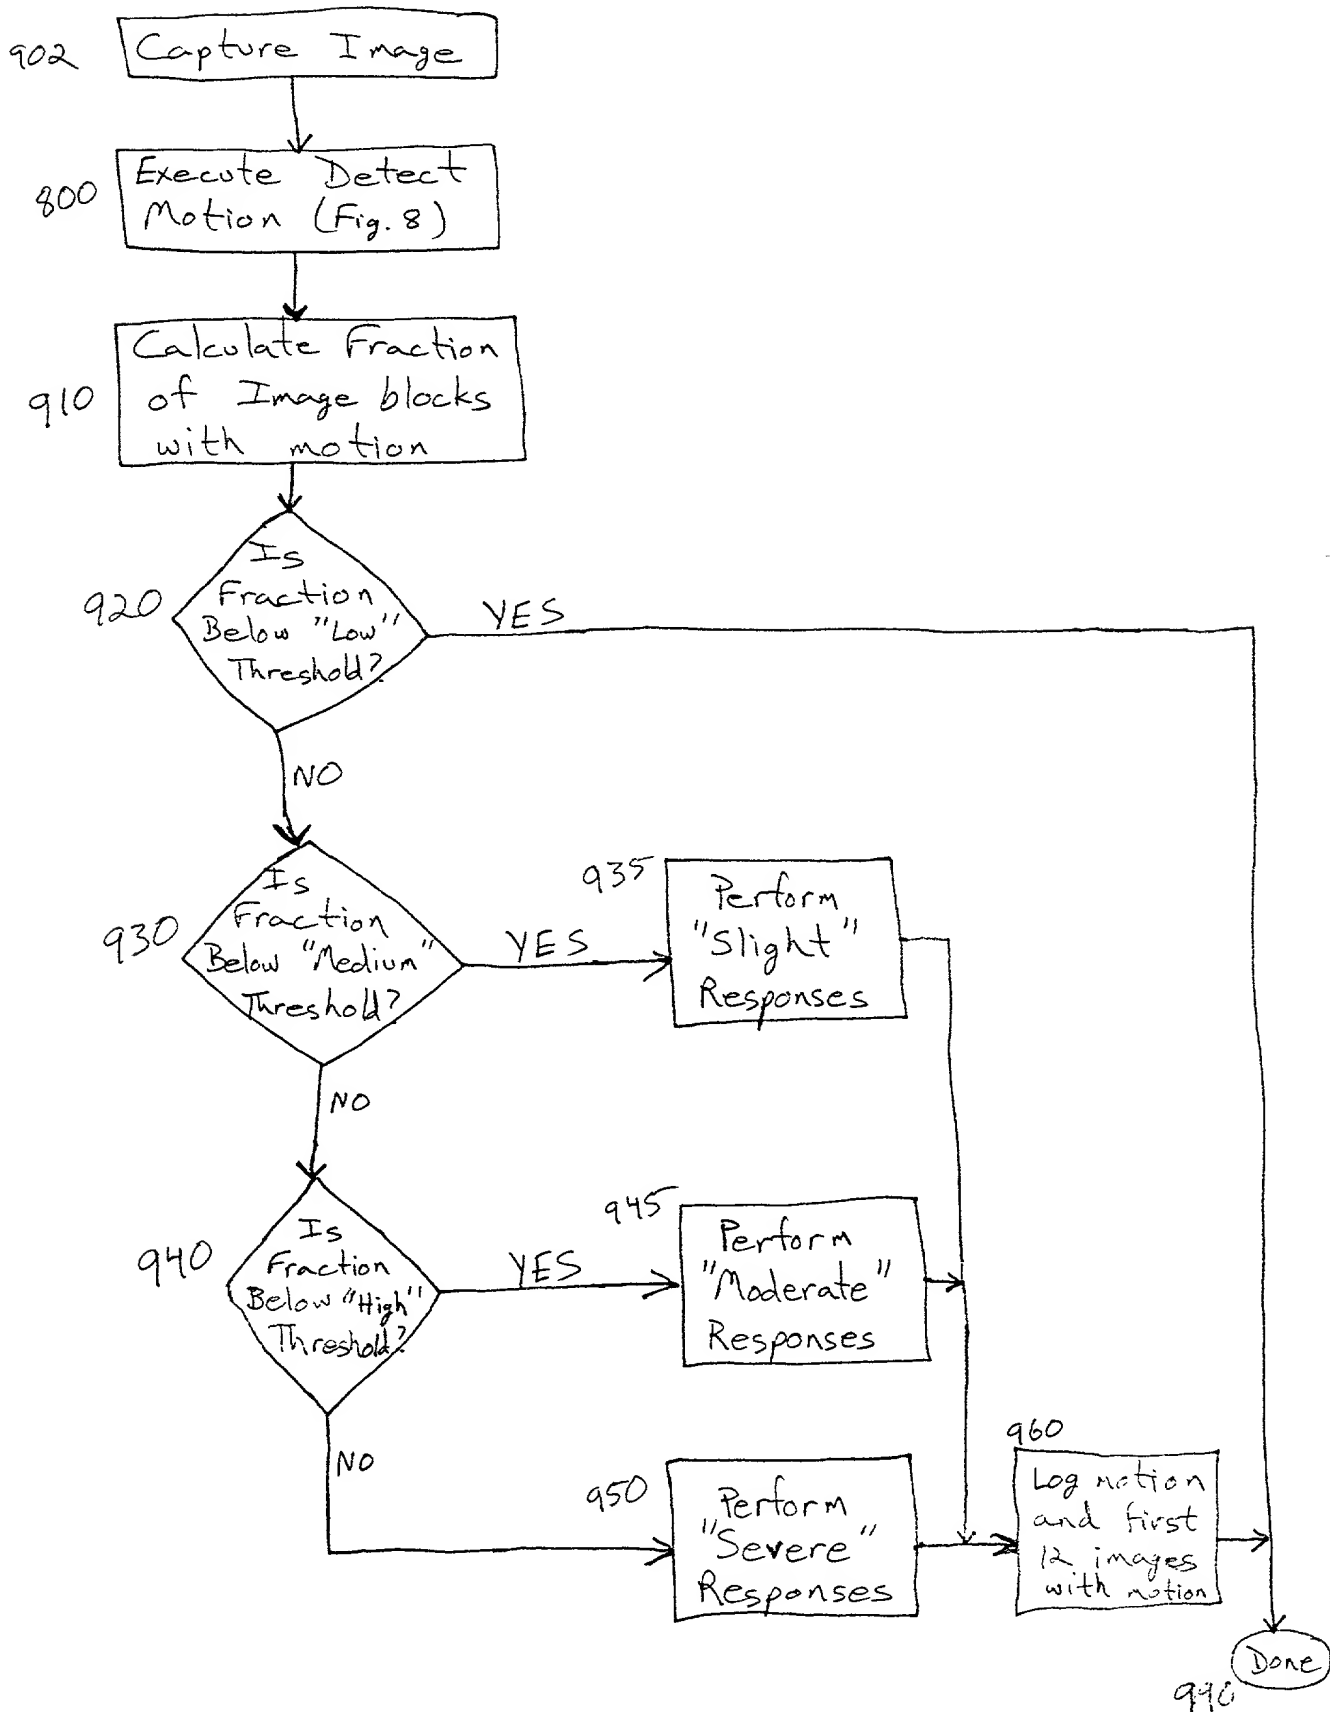 902
Capture Image
800
Execute Detect
Motion (Fig. 8)
910
Calculate Fraction
of Image blocks
with motion
920
Is
Fraction
Below "Low"
Threshold?
YES
NO
930
Is
Fraction
Below "Medium"
Threshold?
YES
935
Perform
"Slight"
Responses
NO
940
Is
Fraction
Below "High"
Threshold?
YES
945
Perform
"Moderate"
Responses
NO
950
Perform
"Severe"
Responses
960
Log motion
and first
12 images
with motion
Done
990